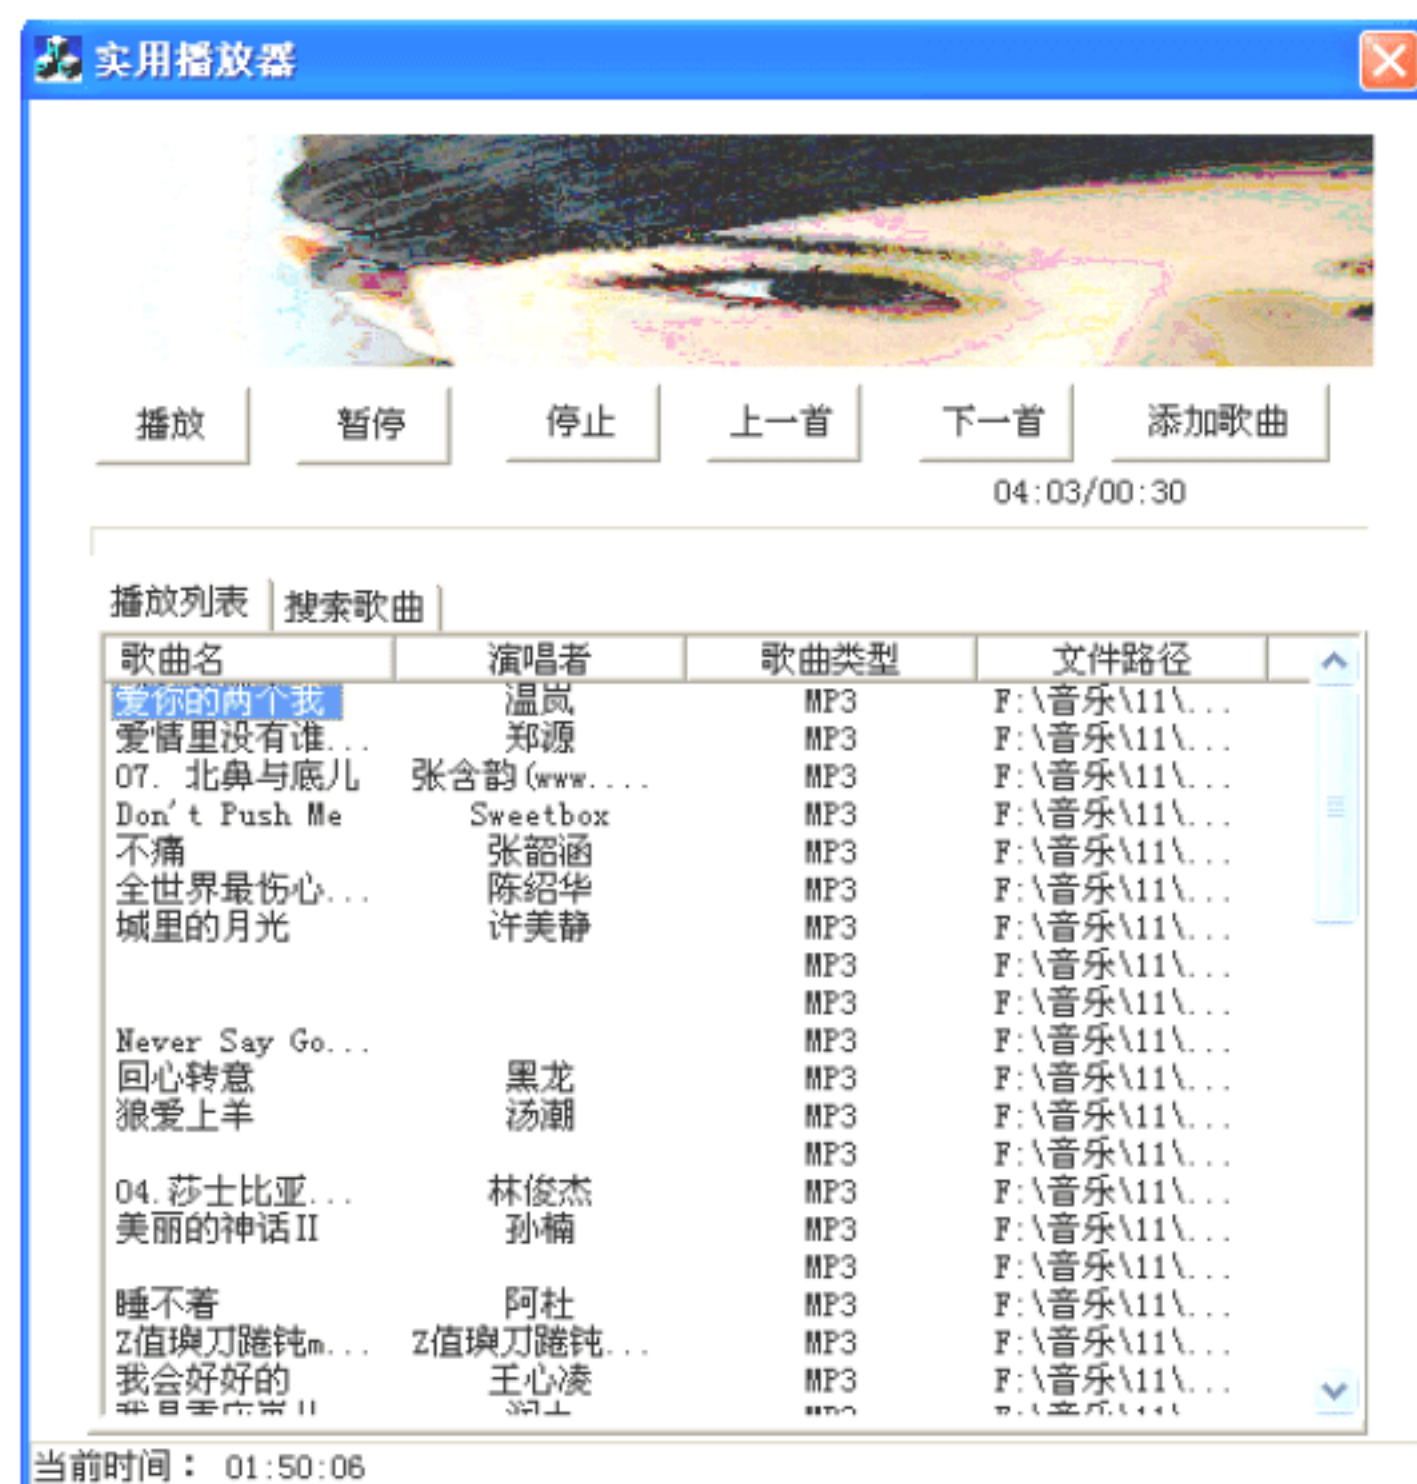 实用播放器
播放 暂停 停止 上一首 下一首 添加歌曲
04:03/00:30
播放列表 搜索歌曲
歌曲名 演唱者 歌曲类型 文件路径
爱你的两个我 温岚 MP3 F:\音乐\11\...
爱情里没有谁... 郑源 MP3 F:\音乐\11\...
07. 北鼻与底儿 张含韵(www.... MP3 F:\音乐\11\...
Don't Push Me Sweetbox MP3 F:\音乐\11\...
不痛 张韶涵 MP3 F:\音乐\11\...
全世界最伤心... 陈绍华 MP3 F:\音乐\11\...
城里的月光 许美静 MP3 F:\音乐\11\...
MP3 F:\音乐\11\...
MP3 F:\音乐\11\...
Never Say Go... MP3 F:\音乐\11\...
回心转意 黑龙 MP3 F:\音乐\11\...
狼爱上羊 汤潮 MP3 F:\音乐\11\...
MP3 F:\音乐\11\...
04.莎士比亚... 林俊杰 MP3 F:\音乐\11\...
美丽的神话II 孙楠 MP3 F:\音乐\11\...
MP3 F:\音乐\11\...
睡不着 阿杜 MP3 F:\音乐\11\...
MP3 F:\音乐\11\...
我会好好的 王心凌 MP3 F:\音乐\11\...
当前时间： 01:50:06